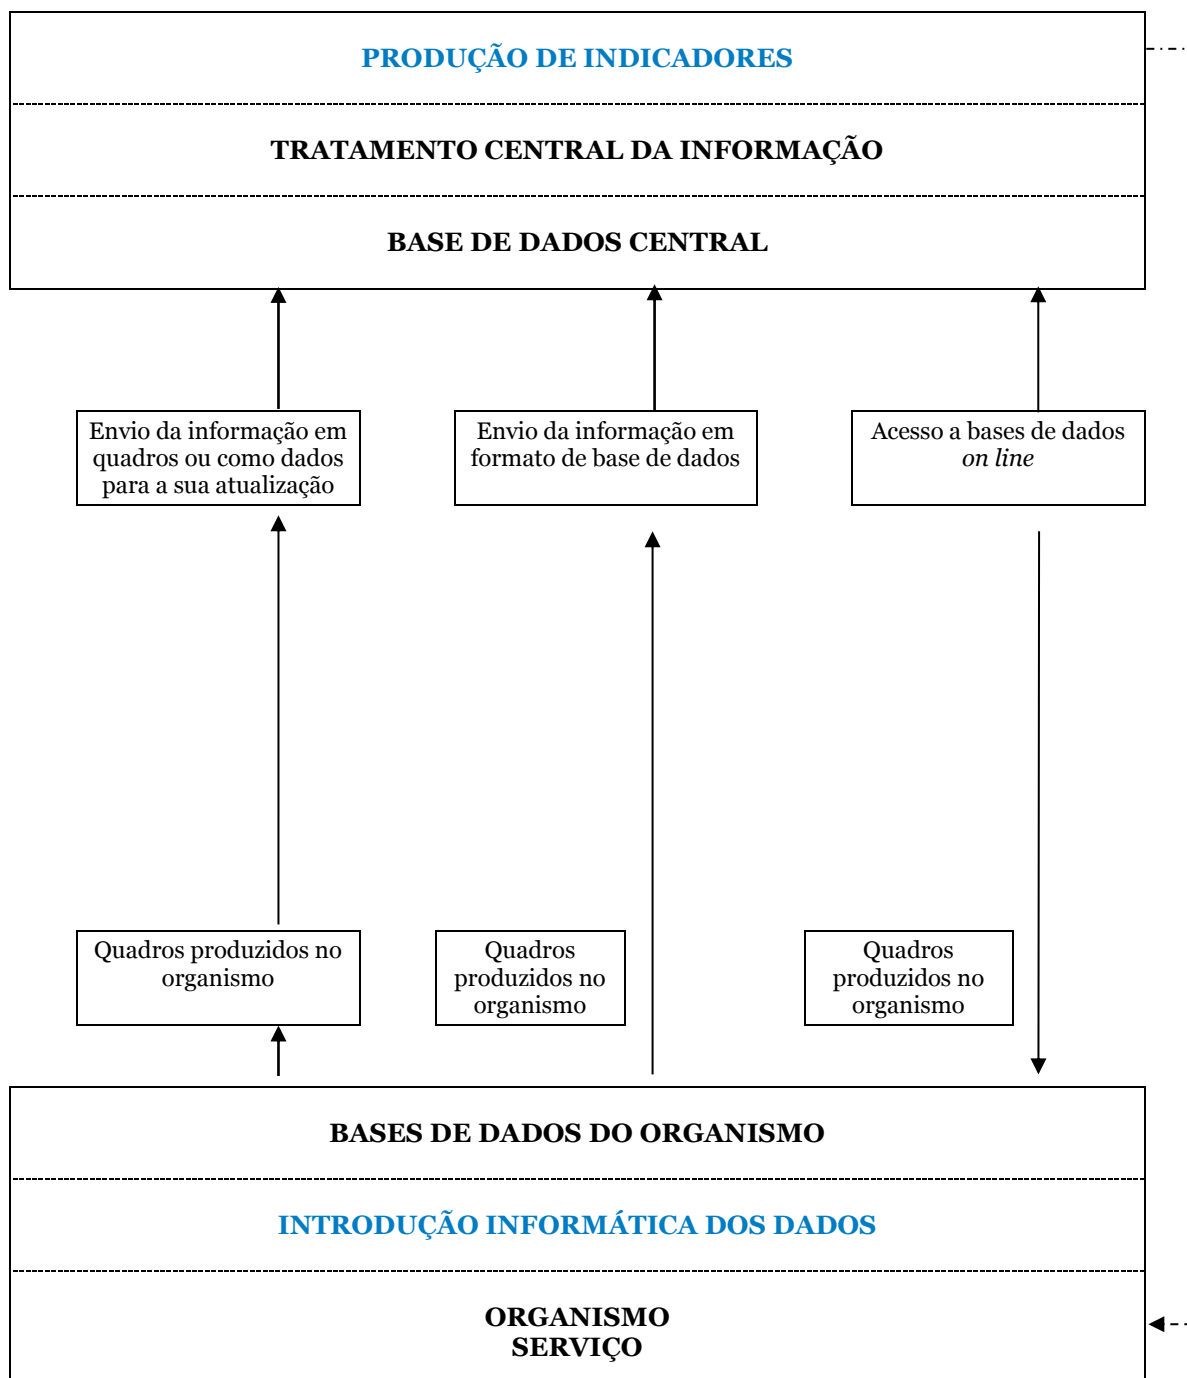 PRODUÇÃO DE INDICADORES
TRATAMENTO CENTRAL DA INFORMAÇÃO
BASE DE DADOS CENTRAL
Envio da informação em
quadros ou como dados
para a sua atualização
Envio da informação em
formato de base de dados
Acesso a bases de dados
on line
Quadros produzidos no
organismo
Quadros
produzidos no
organismo
Quadros
produzidos no
organismo
BASES DE DADOS DO ORGANISMO
INTRODUÇÃO INFORMÁTICA DOS DADOS
ORGANISMO
SERVIÇO